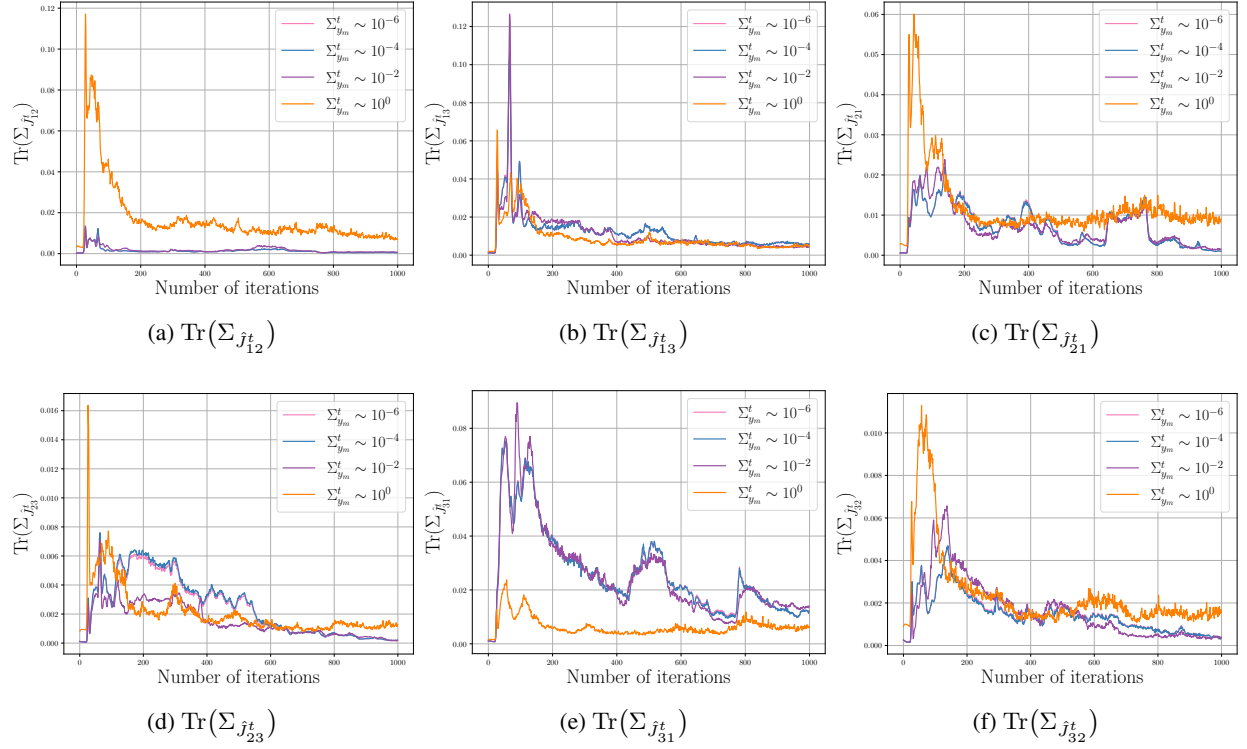 Tr(Σ_{ĵ^t_{12}})
0.12
0.10
0.08
0.06
0.04
0.02
0.00
0 200 400 600 800 1000
Σ^t_{y_m} ∼ 10^{−6}
Σ^t_{y_m} ∼ 10^{−4}
Σ^t_{y_m} ∼ 10^{−2}
Σ^t_{y_m} ∼ 10^0
Number of iterations
(a) Tr(Σ_{ĵ^t_{12}})
Tr(Σ_{ĵ^t_{13}})
0.12
0.10
0.08
0.06
0.04
0.02
0.00
0 200 400 600 800 1000
Σ^t_{y_m} ∼ 10^{−6}
Σ^t_{y_m} ∼ 10^{−4}
Σ^t_{y_m} ∼ 10^{−2}
Σ^t_{y_m} ∼ 10^0
Number of iterations
(b) Tr(Σ_{ĵ^t_{13}})
Tr(Σ_{ĵ^t_{21}})
0.06
0.05
0.04
0.03
0.02
0.01
0.00
0 200 400 600 800 1000
Σ^t_{y_m} ∼ 10^{−6}
Σ^t_{y_m} ∼ 10^{−4}
Σ^t_{y_m} ∼ 10^{−2}
Σ^t_{y_m} ∼ 10^0
Number of iterations
(c) Tr(Σ_{ĵ^t_{21}})
Tr(Σ_{ĵ^t_{23}})
0.016
0.014
0.012
0.010
0.008
0.006
0.004
0.002
0.000
0 200 400 600 800 1000
Σ^t_{y_m} ∼ 10^{−6}
Σ^t_{y_m} ∼ 10^{−4}
Σ^t_{y_m} ∼ 10^{−2}
Σ^t_{y_m} ∼ 10^0
Number of iterations
(d) Tr(Σ_{ĵ^t_{23}})
Tr(Σ_{ĵ^t_{31}})
0.08
0.06
0.04
0.02
0.00
0 200 400 600 800 1000
Σ^t_{y_m} ∼ 10^{−6}
Σ^t_{y_m} ∼ 10^{−4}
Σ^t_{y_m} ∼ 10^{−2}
Σ^t_{y_m} ∼ 10^0
Number of iterations
(e) Tr(Σ_{ĵ^t_{31}})
Tr(Σ_{ĵ^t_{32}})
0.010
0.008
0.006
0.004
0.002
0.000
0 200 400 600 800 1000
Σ^t_{y_m} ∼ 10^{−6}
Σ^t_{y_m} ∼ 10^{−4}
Σ^t_{y_m} ∼ 10^{−2}
Σ^t_{y_m} ∼ 10^0
Number of iterations
(f) Tr(Σ_{ĵ^t_{32}})